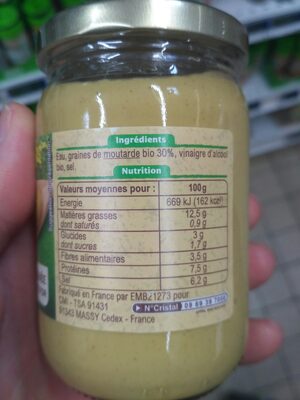 Ingrédients
Eau, graines de moutarde bio 30%, vinaigre d'alcool
bio, sel.
Nutrition
Valeurs moyennes pour : 100g
Energie 669 kJ (162 kcal)
Matières grasses 12,5 g
dont saturés 0,9 g
Glucides 3 g
dont sucres 1,7 g
Fibres alimentaires 3,5 g
Protéines 7,5 g
Sel 6,2 g
Fabriqué en France par EMB21273 pour
CMI - TSA 91431
91343 MASSY Cedex - France
N°Cristal